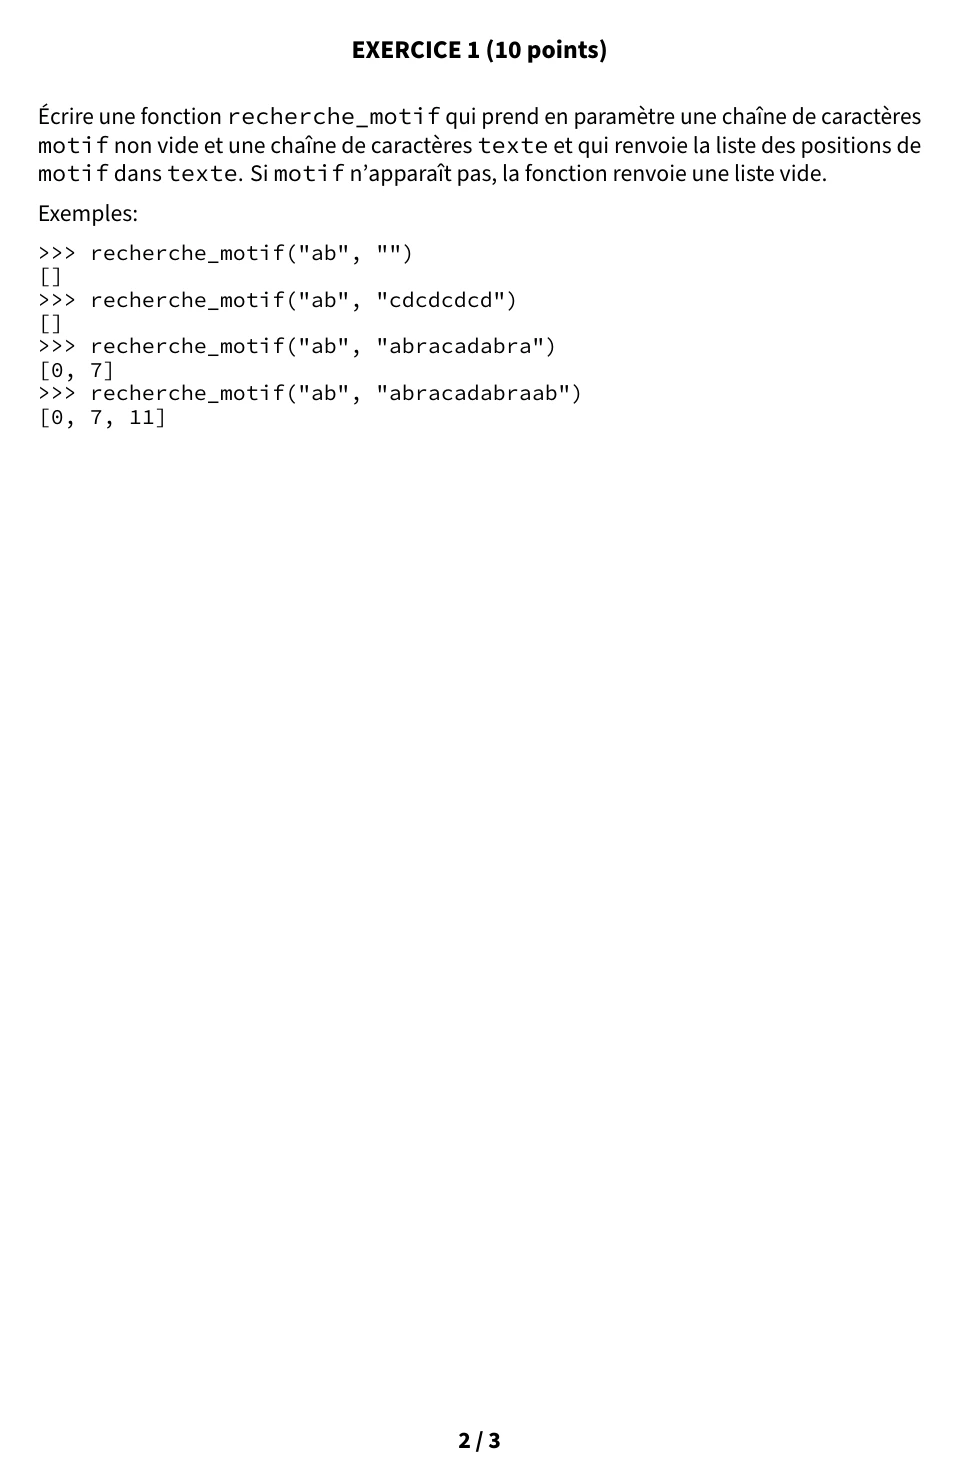 EXERCICE 1 (10 points)
Écrire une fonction recherche_motif qui prend en paramètre une chaîne de caractères
motif non vide et une chaîne de caractères texte et qui renvoie la liste des positions de
motif dans texte. Si motif n’apparaît pas, la fonction renvoie une liste vide.
Exemples:
>>> recherche_motif("ab", "")
[]
>>> recherche_motif("ab", "cdcdcdcd")
[]
>>> recherche_motif("ab", "abracadabra")
[0, 7]
>>> recherche_motif("ab", "abracadabraab")
[0, 7, 11]
2 / 3